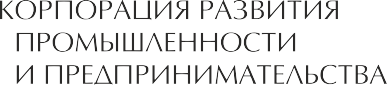 КОРПОРАЦИЯ РАЗВИТИЯ
ПРОМЫШЛЕННОСТИ
И ПРЕДПРИНИМАТЕЛЬСТВА